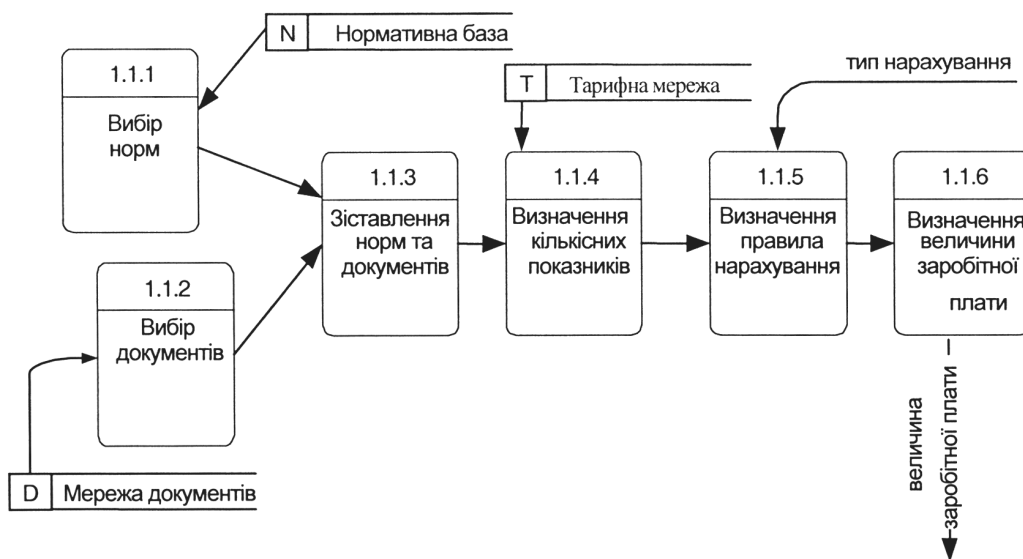 N Нормативна база
1.1.1
Вибір
норм
T Тарифна мережа
тип нарахування
1.1.3
Зіставлення
норм та
документів
1.1.4
Визначення
кількісних
показників
1.1.5
Визначення
правила
нарахування
1.1.6
Визначення
величини
заробітної
плати
1.1.2
Вибір
документів
D Мережа документів
величина
заробітної плати